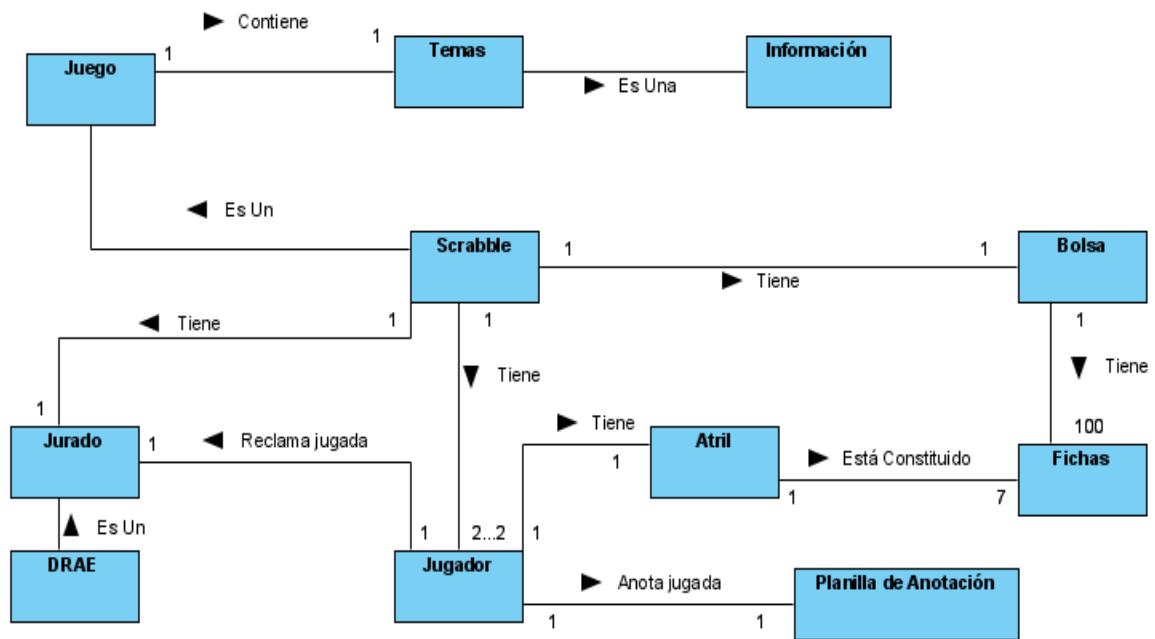 Contiene
1
1
Juego
Temas
Información
Es Una
Es Un
Scrabble
1
1
Bolsa
Tiene
Tiene
1
1
1
Tiene
Tiene
1
100
Jurado
1
Reclama jugada
Tiene
1
Atril
Está Constituido
1
7
Fichas
Es Un
1
2...2
1
DRAE
Jugador
Anota jugada
1
1
Planilla de Anotación